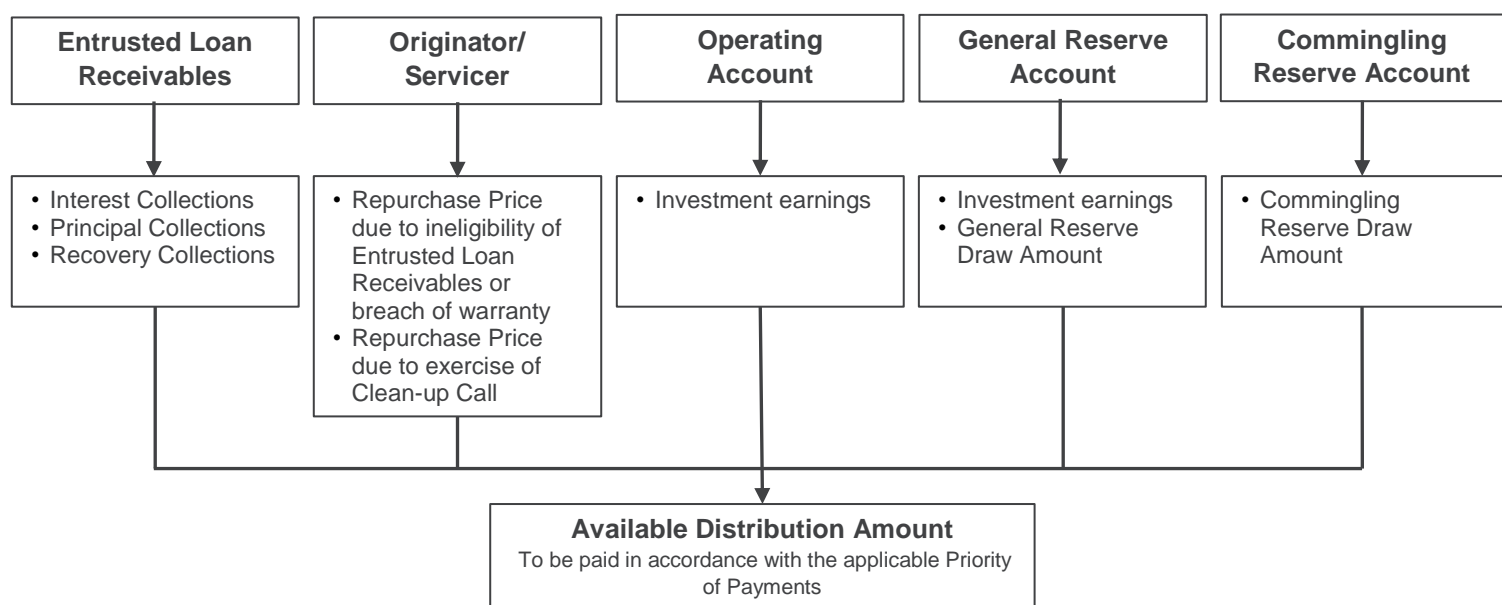 Entrusted Loan
Receivables
Originator/
Servicer
Operating
Account
General Reserve
Account
Commingling
Reserve Account
• Interest Collections
• Principal Collections
• Recovery Collections
• Repurchase Price
due to ineligibility of
Entrusted Loan
Receivables or
breach of warranty
• Repurchase Price
due to exercise of
Clean-up Call
• Investment earnings
• Investment earnings
• General Reserve
Draw Amount
• Commingling
Reserve Draw
Amount
Available Distribution Amount
To be paid in accordance with the applicable Priority
of Payments